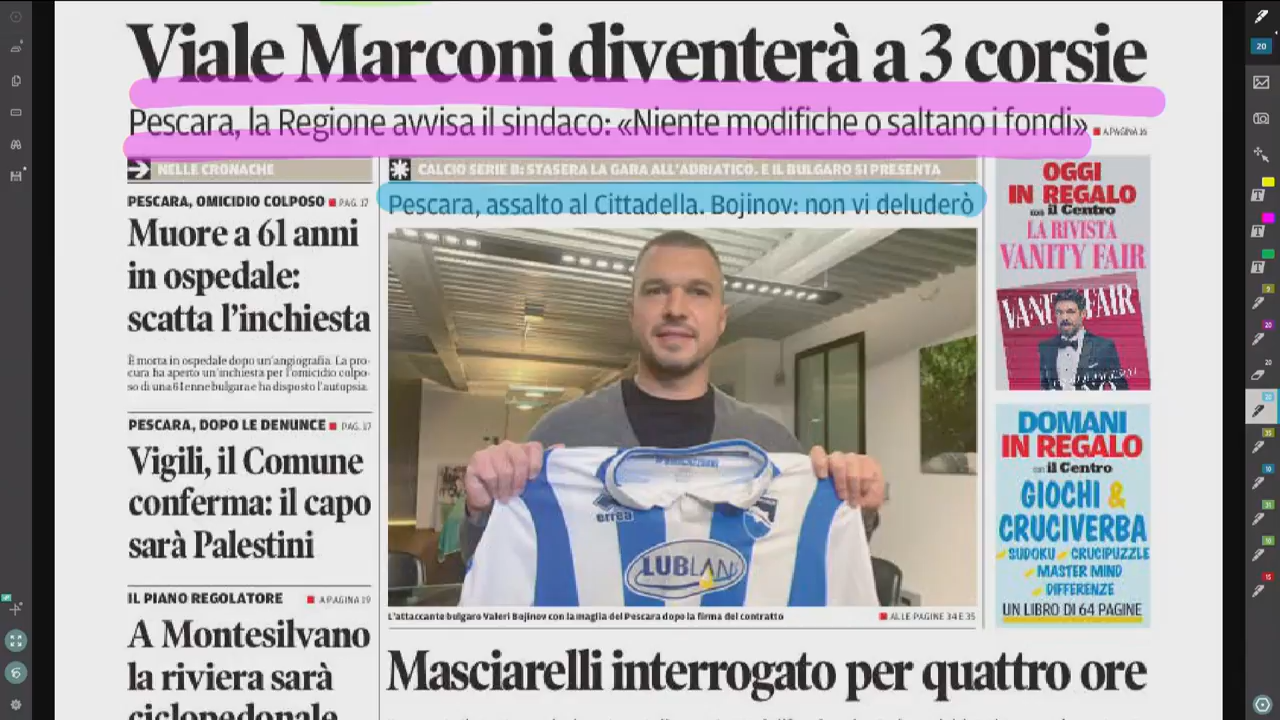 Viale Marconi diventerà a 3 corsie
Pescara, la Regione avvisa il sindaco: «Niente modifiche o saltano i fondi»
A PAGINA 16
NELLE CRONACHE
PESCARA, OMICIDIO COLPOSO
PAG. 17
Muore a 61 anni
in ospedale:
scatta l'inchiesta
È morta in ospedale dopo un'angiografia. La pro-
cura ha aperto un'inchiesta per l'omicidio colpo-
so di una 61enne bulgara e ha disposto l'autopsia.
PESCARA, DOPO LE DENUNCE
PAG. 17
Vigili, il Comune
conferma: il capo
sarà Palestini
IL PIANO REGOLATORE
A PAGINA 19
A Montesilvano
la riviera sarà
ciclopedonale
CALCIO SERIE B: STASERA LA GARA ALL'ADRIATICO. E IL BULGARO SI PRESENTA
Pescara, assalto al Cittadella. Bojinov: non vi deluderò
errea
LUBLAN
L'attaccante bulgaro Valeri Bojinov con la maglia del Pescara dopo la firma del contratto
ALLE PAGINE 34 E 35
Masciarelli interrogato per quattro ore
OGGI
IN REGALO
con il Centro
LA RIVISTA
VANITY FAIR
VANITY FAIR
DOMANI
IN REGALO
con il Centro
GIOCHI &
CRUCIVERBA
SUDOKU CRUCIPUZZLE
MASTER MIND
DIFFERENZE
UN LIBRO DI 64 PAGINE
20